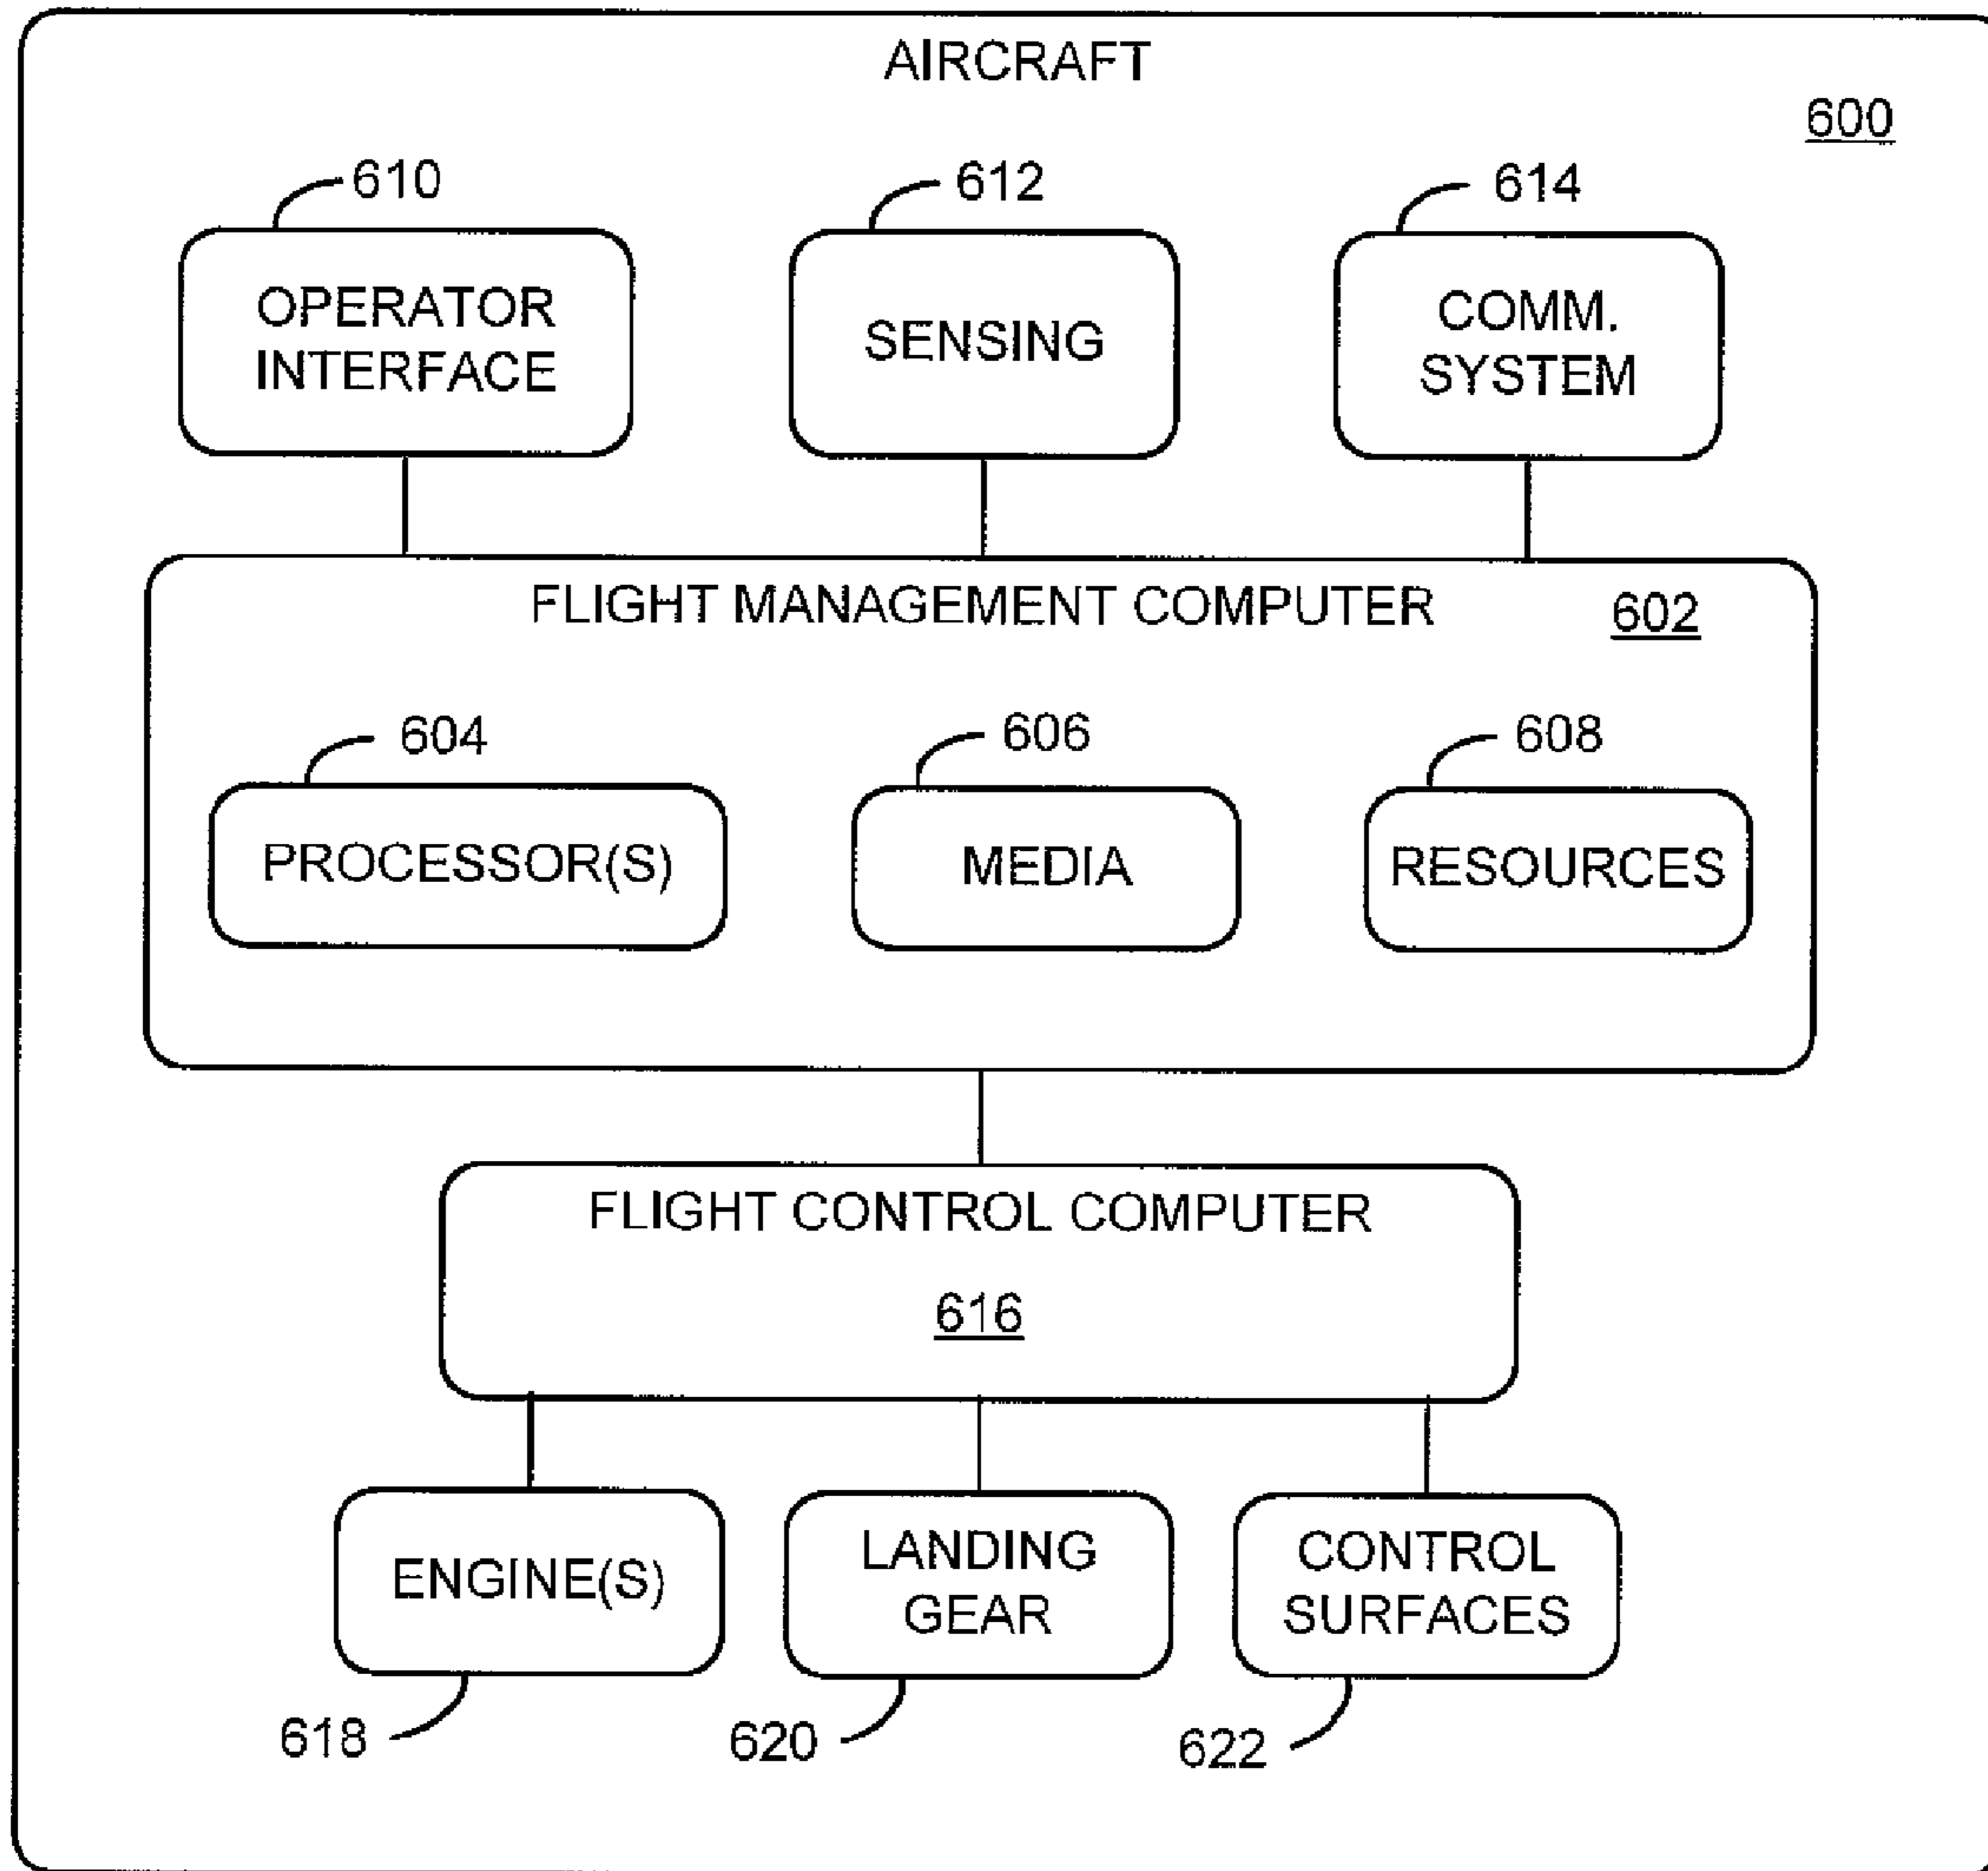 AIRCRAFT
600
610
612
614
OPERATOR
INTERFACE
SENSING
COMM.
SYSTEM
FLIGHT MANAGEMENT COMPUTER
602
604
606
608
PROCESSOR(S)
MEDIA
RESOURCES
FLIGHT CONTROL COMPUTER
616
ENGINE(S)
LANDING
GEAR
CONTROL
SURFACES
618
620
622